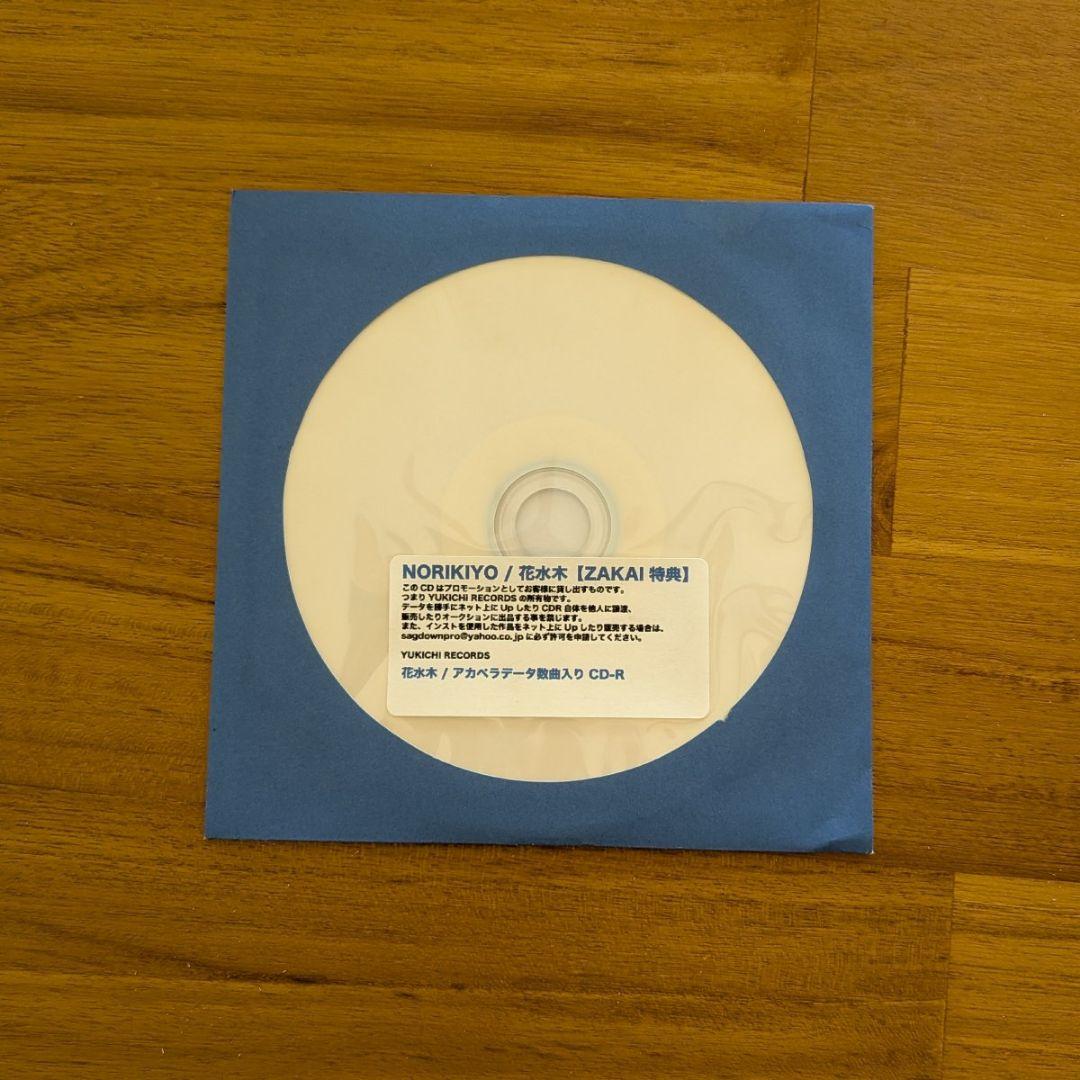 NORIKIYO / 花水木【ZAKAI 特典】
このCDはプロモーションとしてお客様に貸し出すものです。
つまり YUKICHI RECORDS の所有物です。
データを勝手にネット上に Up したり CDR 自体を他人に譲渡、
販売したりオークションに出品する事を禁じます。
また、インストを使用した作品をネット上に Up したり販売する場合は、
sagdownpro@yahoo.co.jp に必ず許可を申請してください。
YUKICHI RECORDS
花水木 / アカペラデータ数曲入り CD-R